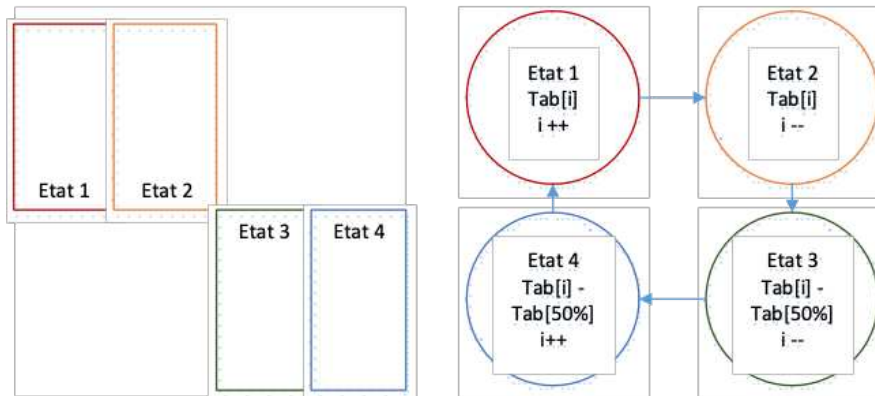 Etat 1
Etat 2
Etat 3
Etat 4
Etat 1
Tab[i]
i ++
Etat 2
Tab[i]
i --
Etat 4
Tab[i] -
Tab[50%]
i++
Etat 3
Tab[i] -
Tab[50%]
i --